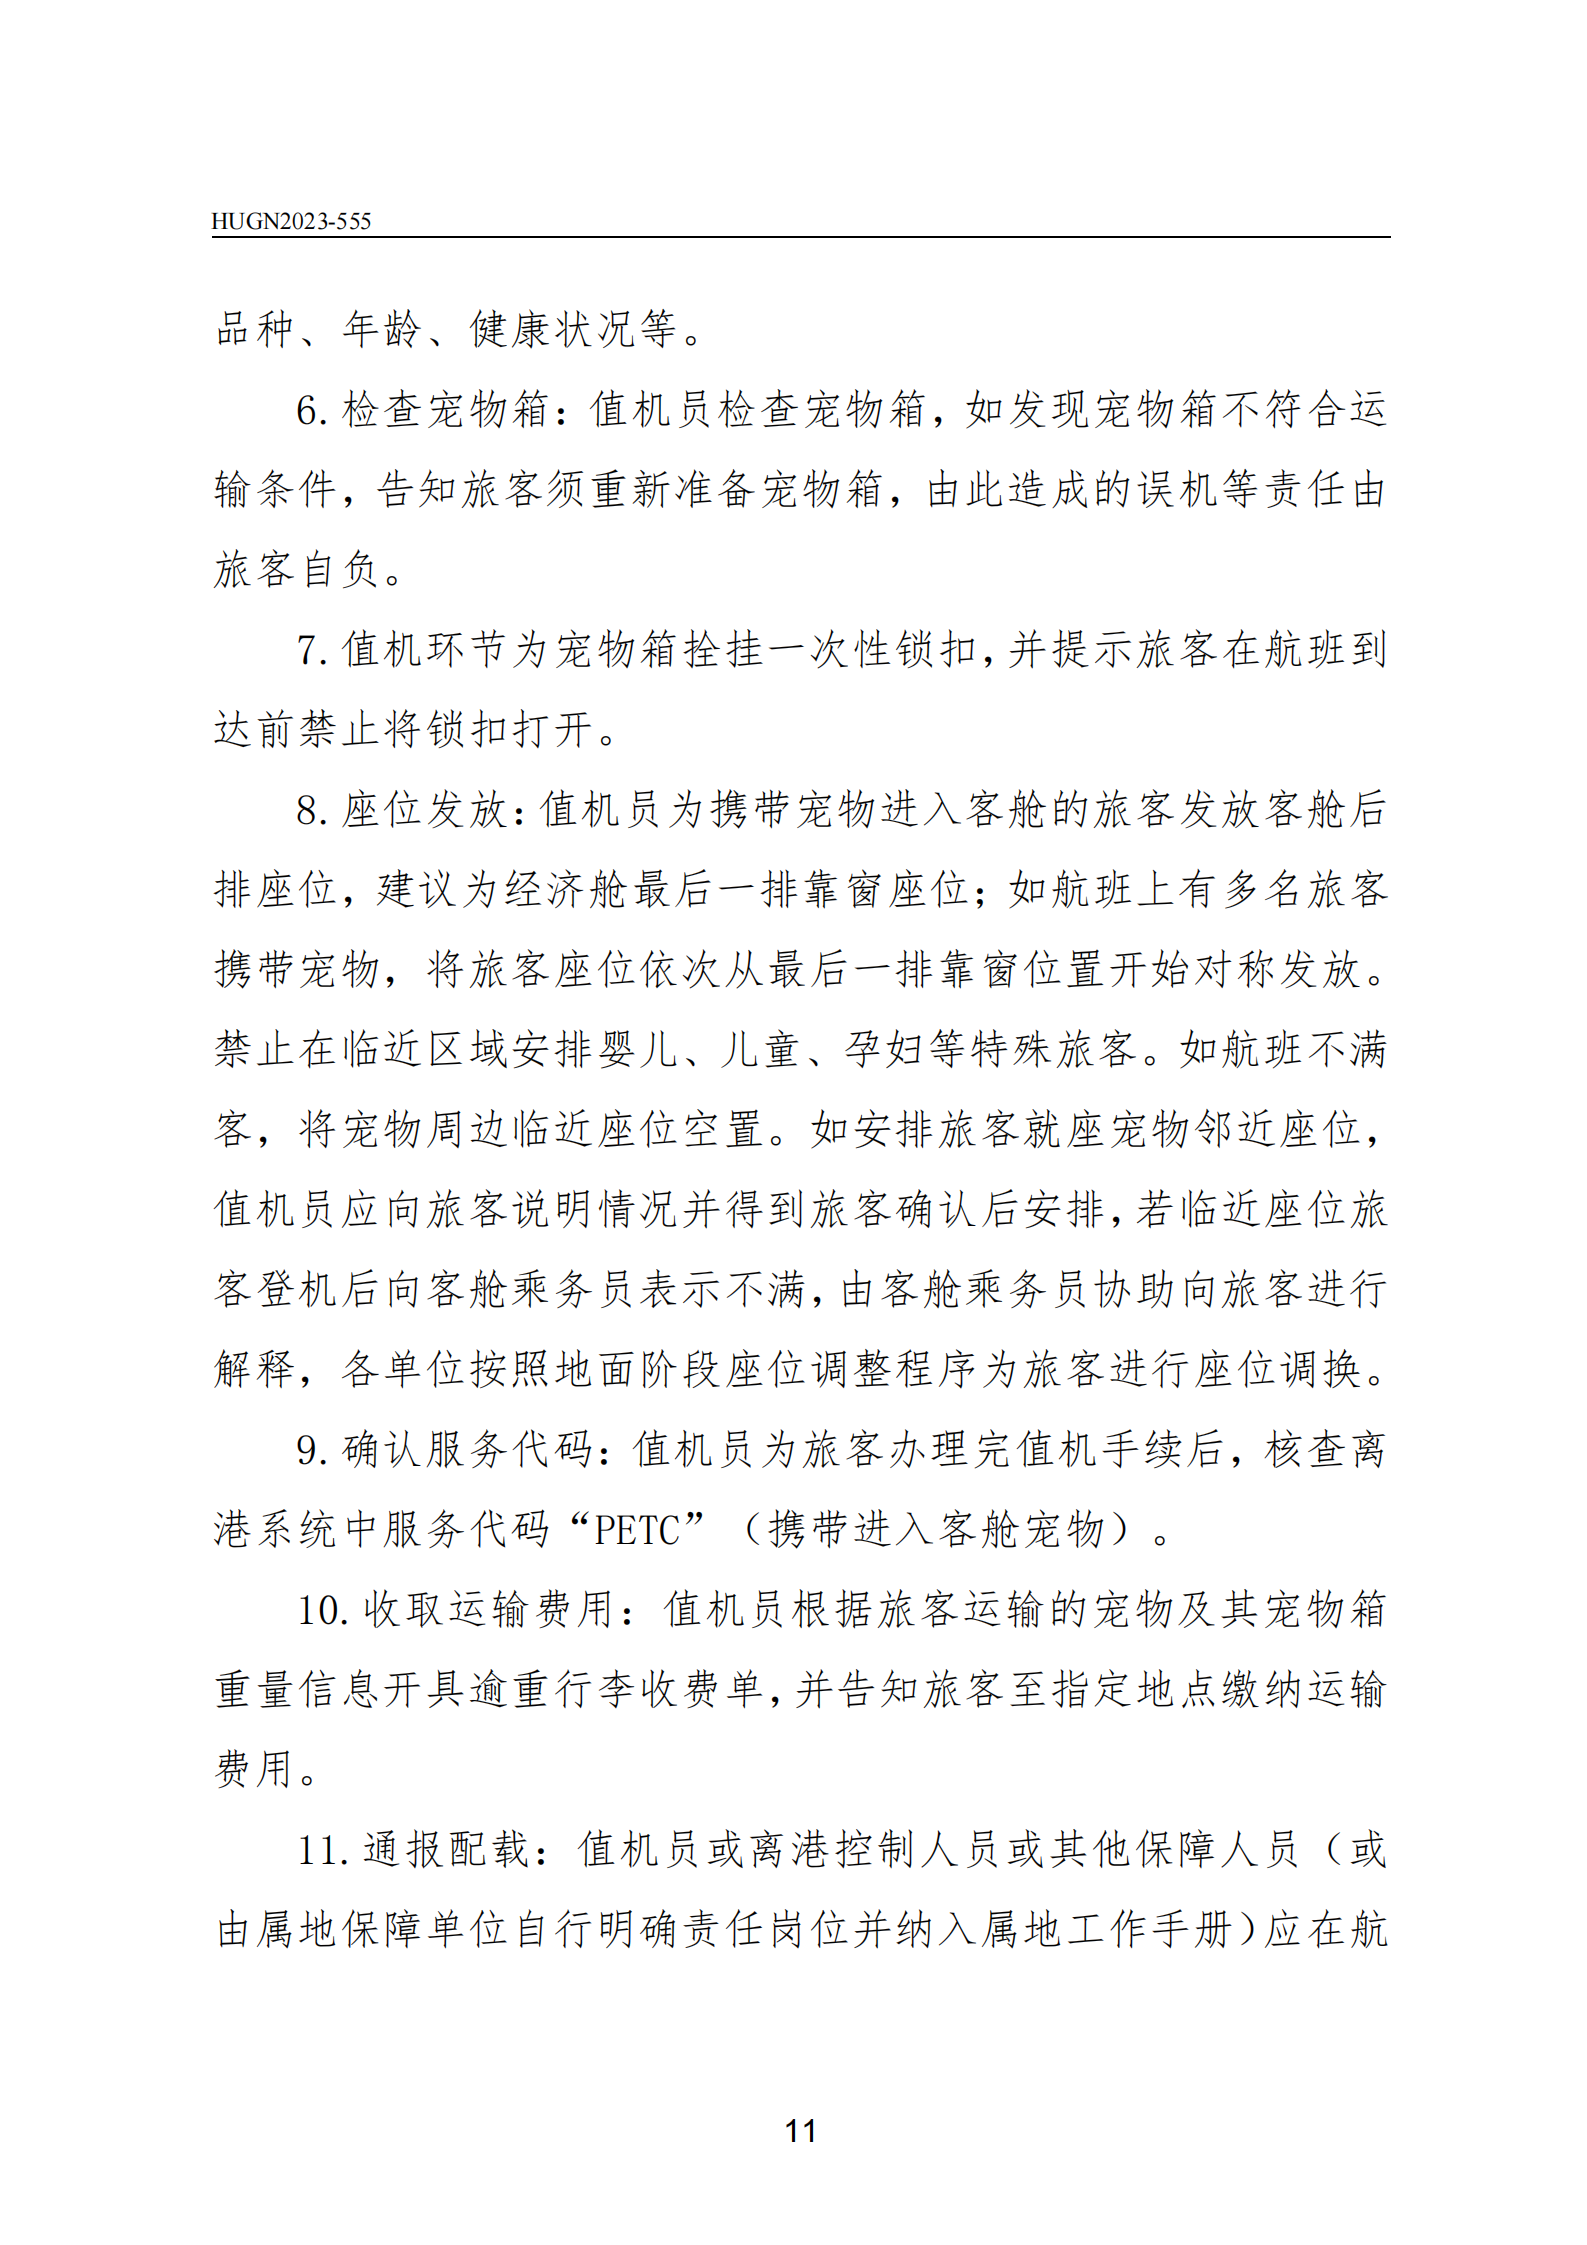 HUGN2023-555
品种、年龄、健康状况等。
6. 检查宠物箱：值机员检查宠物箱，如发现宠物箱不符合运
输条件，告知旅客须重新准备宠物箱，由此造成的误机等责任由
旅客自负。
7. 值机环节为宠物箱拴挂一次性锁扣，并提示旅客在航班到
达前禁止将锁扣打开。
8. 座位发放：值机员为携带宠物进入客舱的旅客发放客舱后
排座位，建议为经济舱最后一排靠窗座位；如航班上有多名旅客
携带宠物，将旅客座位依次从最后一排靠窗位置开始对称发放。
禁止在临近区域安排婴儿、儿童、孕妇等特殊旅客。如航班不满
客，将宠物周边临近座位空置。如安排旅客就座宠物邻近座位，
值机员应向旅客说明情况并得到旅客确认后安排，若临近座位旅
客登机后向客舱乘务员表示不满，由客舱乘务员协助向旅客进行
解释，各单位按照地面阶段座位调整程序为旅客进行座位调换。
9. 确认服务代码：值机员为旅客办理完值机手续后，核查离
港系统中服务代码“PETC”（携带进入客舱宠物）。
10. 收取运输费用：值机员根据旅客运输的宠物及其宠物箱
重量信息开具逾重行李收费单，并告知旅客至指定地点缴纳运输
费用。
11. 通报配载：值机员或离港控制人员或其他保障人员（或
由属地保障单位自行明确责任岗位并纳入属地工作手册）应在航
11